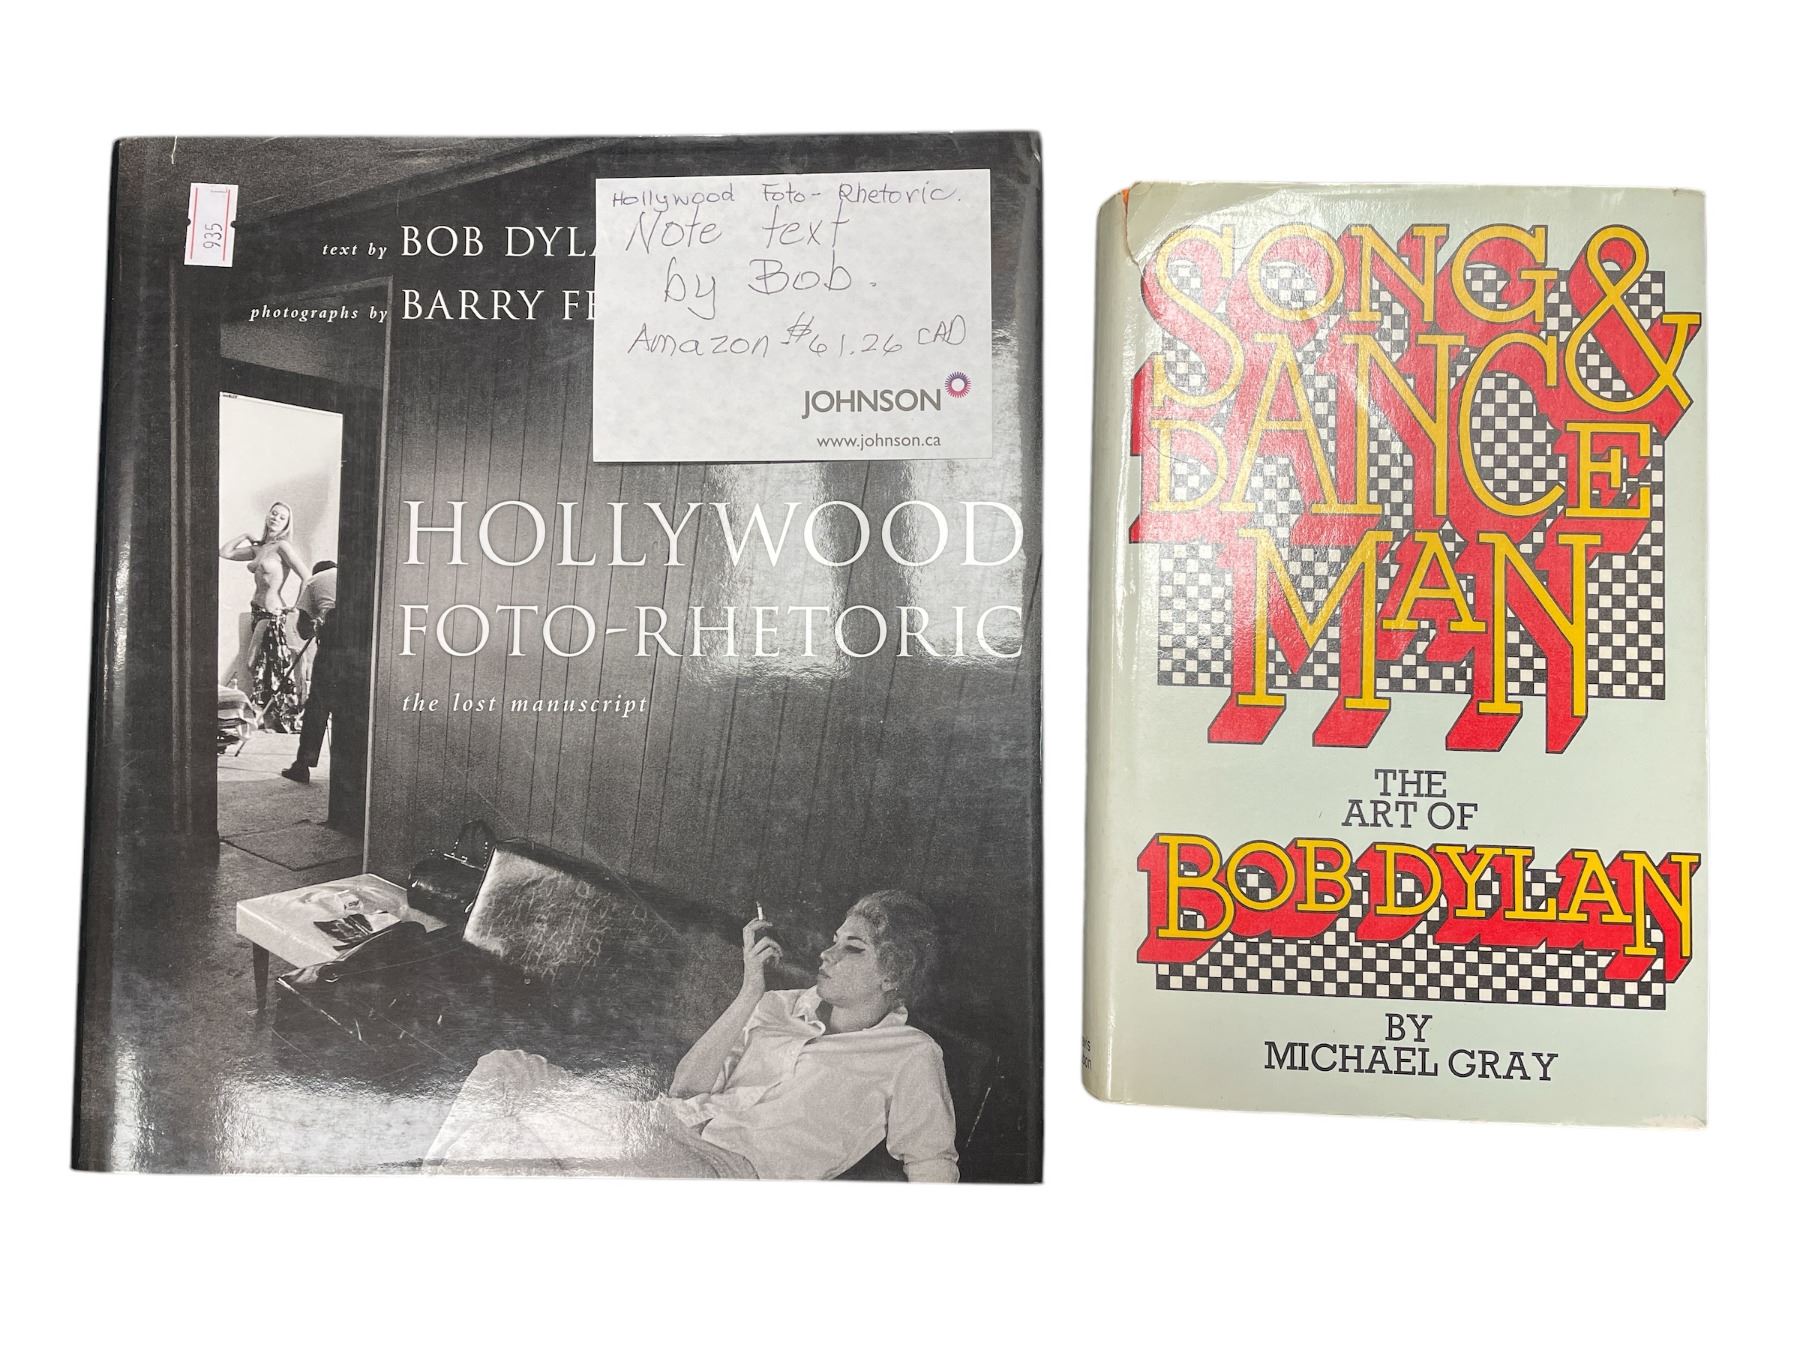 935
text by BOB DYLA
photographs by BARRY FE
Hollywood Foto-Rhetoric.
Note text
by Bob.
Amazon $61.26 CAD
JOHNSON
www.johnson.ca
HOLLYWOOD
FOTO-RHETORIC
the lost manuscript
SONG &
DANCE
MAN
THE
ART OF
BOB DYLAN
BY
MICHAEL GRAY